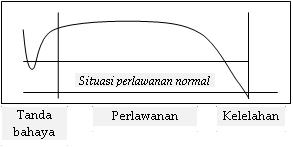 Situasi perlawanan normal
Tanda
bahaya
Perlawanan
Kelelahan